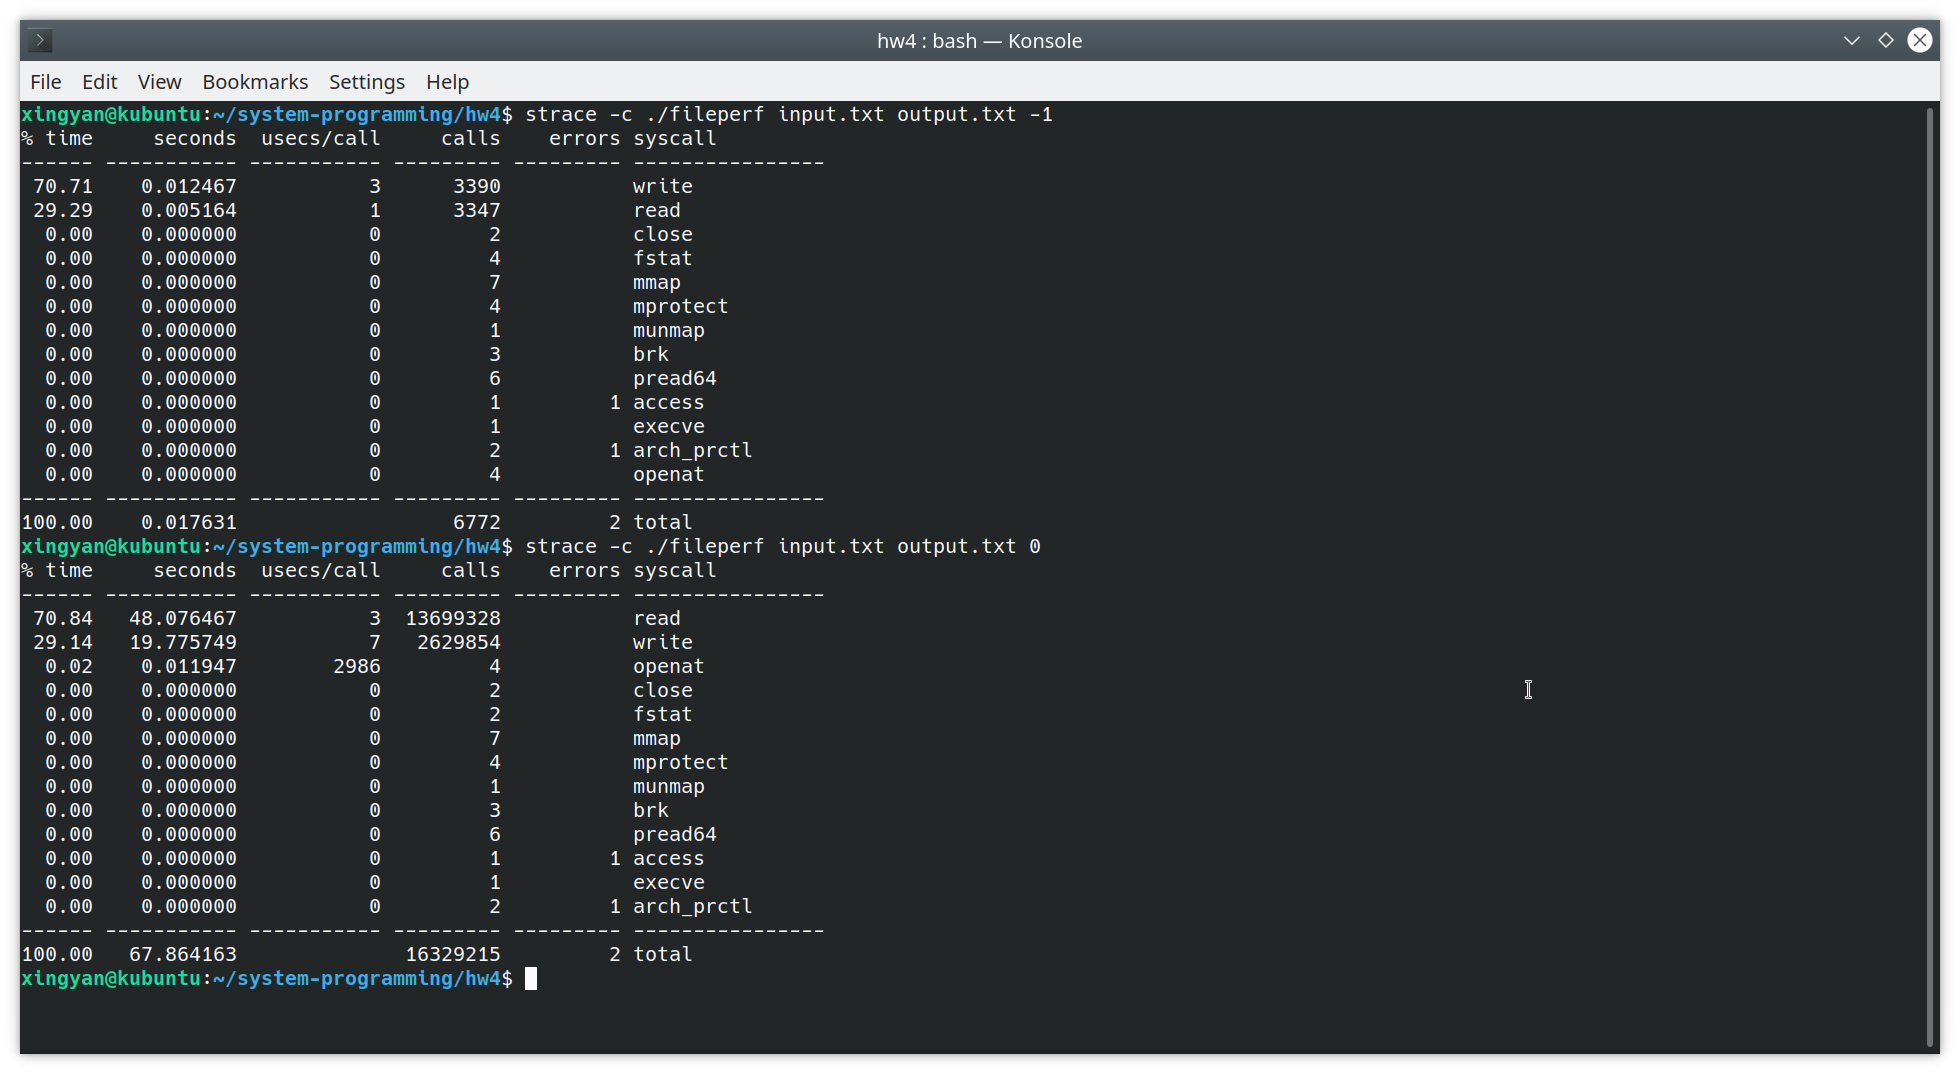 hw4 : bash — Konsole
File Edit View Bookmarks Settings Help
xingyan@kubuntu:~/system-programming/hw4$ strace -c ./fileperf input.txt output.txt -1
% time     seconds  usecs/call     calls    errors syscall
------ ----------- ----------- --------- --------- ----------------
 70.71    0.012467           3      3390           write
 29.29    0.005164           1      3347           read
  0.00    0.000000           0         2           close
  0.00    0.000000           0         4           fstat
  0.00    0.000000           0         7           mmap
  0.00    0.000000           0         4           mprotect
  0.00    0.000000           0         1           munmap
  0.00    0.000000           0         3           brk
  0.00    0.000000           0         6           pread64
  0.00    0.000000           0         1         1 access
  0.00    0.000000           0         1           execve
  0.00    0.000000           0         2         1 arch_prctl
  0.00    0.000000           0         4           openat
------ ----------- ----------- --------- --------- ----------------
100.00    0.017631                  6772         2 total
xingyan@kubuntu:~/system-programming/hw4$ strace -c ./fileperf input.txt output.txt 0
% time     seconds  usecs/call     calls    errors syscall
------ ----------- ----------- --------- --------- ----------------
 70.84   48.076467           3  13699328           read
 29.14   19.775749           7   2629854           write
  0.02    0.011947        2986         4           openat
  0.00    0.000000           0         2           close
  0.00    0.000000           0         2           fstat
  0.00    0.000000           0         7           mmap
  0.00    0.000000           0         4           mprotect
  0.00    0.000000           0         1           munmap
  0.00    0.000000           0         3           brk
  0.00    0.000000           0         6           pread64
  0.00    0.000000           0         1         1 access
  0.00    0.000000           0         1           execve
  0.00    0.000000           0         2         1 arch_prctl
------ ----------- ----------- --------- --------- ----------------
100.00   67.864163              16329215         2 total
xingyan@kubuntu:~/system-programming/hw4$